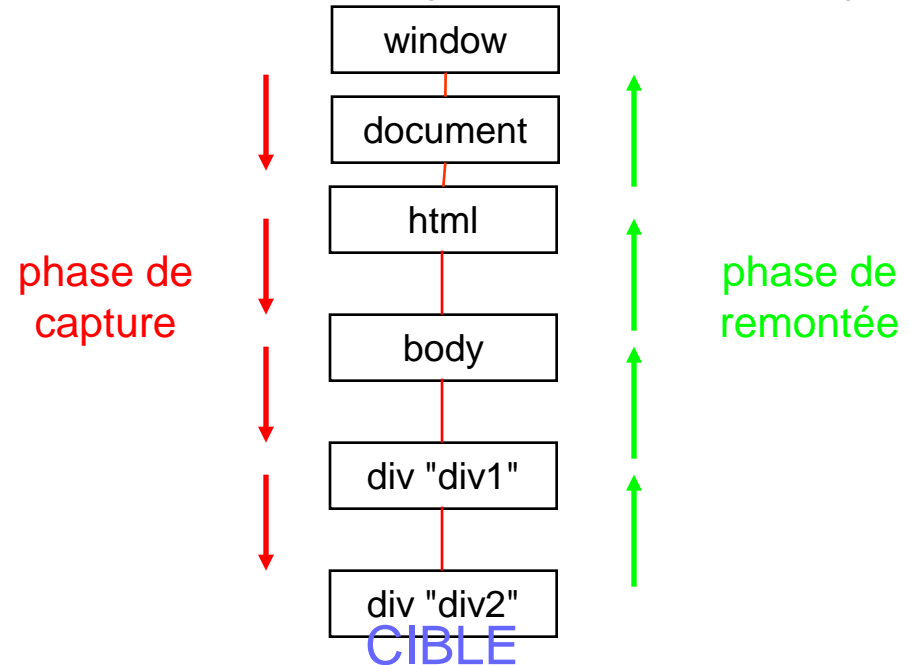 window
document
html
phase de
capture
phase de
remontée
body
div "div1"
div "div2"
CIBLE